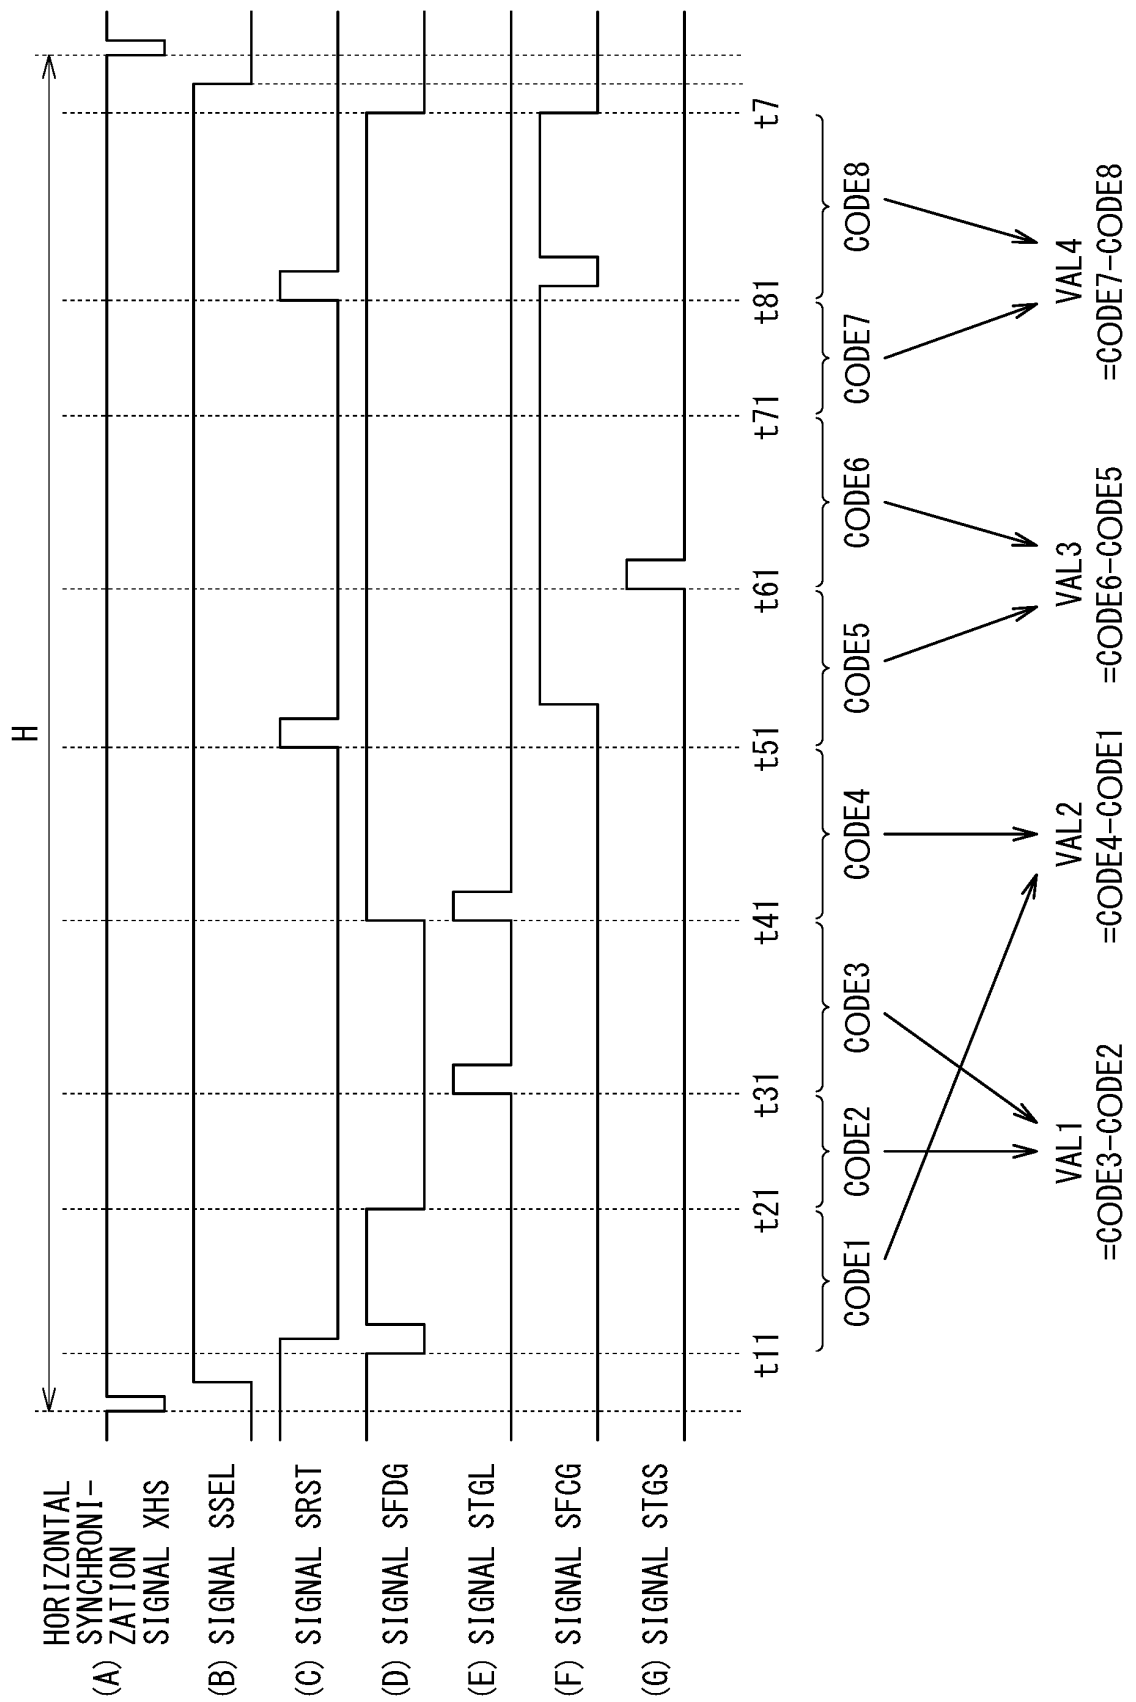 H
HORIZONTAL
SYNCHRONI-
ZATION
(A) SIGNAL XHS
(B) SIGNAL SSEL
(C) SIGNAL SRST
(D) SIGNAL SFDG
(E) SIGNAL STGL
(F) SIGNAL SFCG
(G) SIGNAL STGS
t11 t21 t31 t41 t51 t61 t71 t81 t7
CODE1 CODE2 CODE3 CODE4 CODE5 CODE6 CODE7 CODE8
VAL1 VAL2 VAL3 VAL4
=CODE3-CODE2 =CODE4-CODE1 =CODE6-CODE5 =CODE7-CODE8